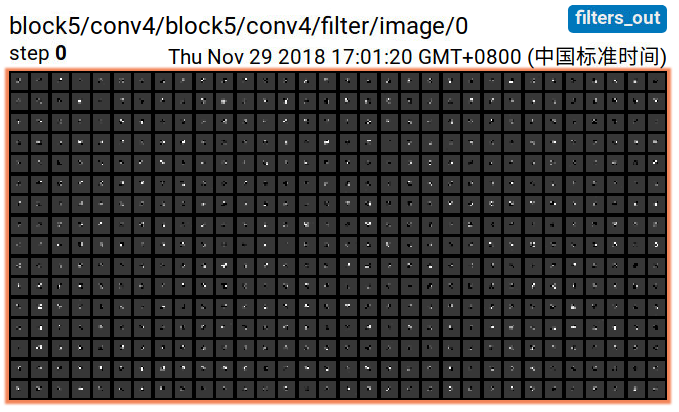 block5/conv4/block5/conv4/filter/image/0
filters_out
step 0
Thu Nov 29 2018 17:01:20 GMT+0800 (中国标准时间)